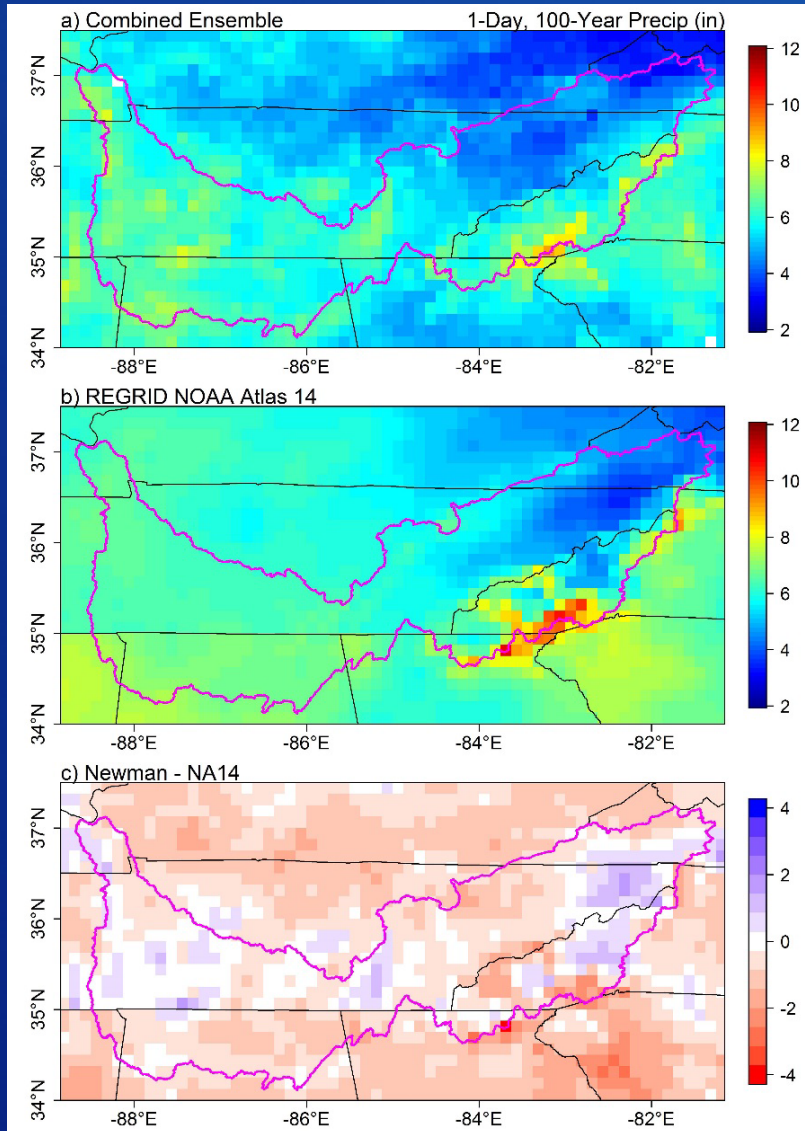 a) Combined Ensemble 1-Day, 100-Year Precip (in)
37°N
36°N
35°N
34°N
-88°E -86°E -84°E -82°E
12
10
8
6
4
2
b) REGRID NOAA Atlas 14
37°N
36°N
35°N
34°N
-88°E -86°E -84°E -82°E
12
10
8
6
4
2
c) Newman - NA14
37°N
36°N
35°N
34°N
-88°E -86°E -84°E -82°E
4
2
0
-2
-4